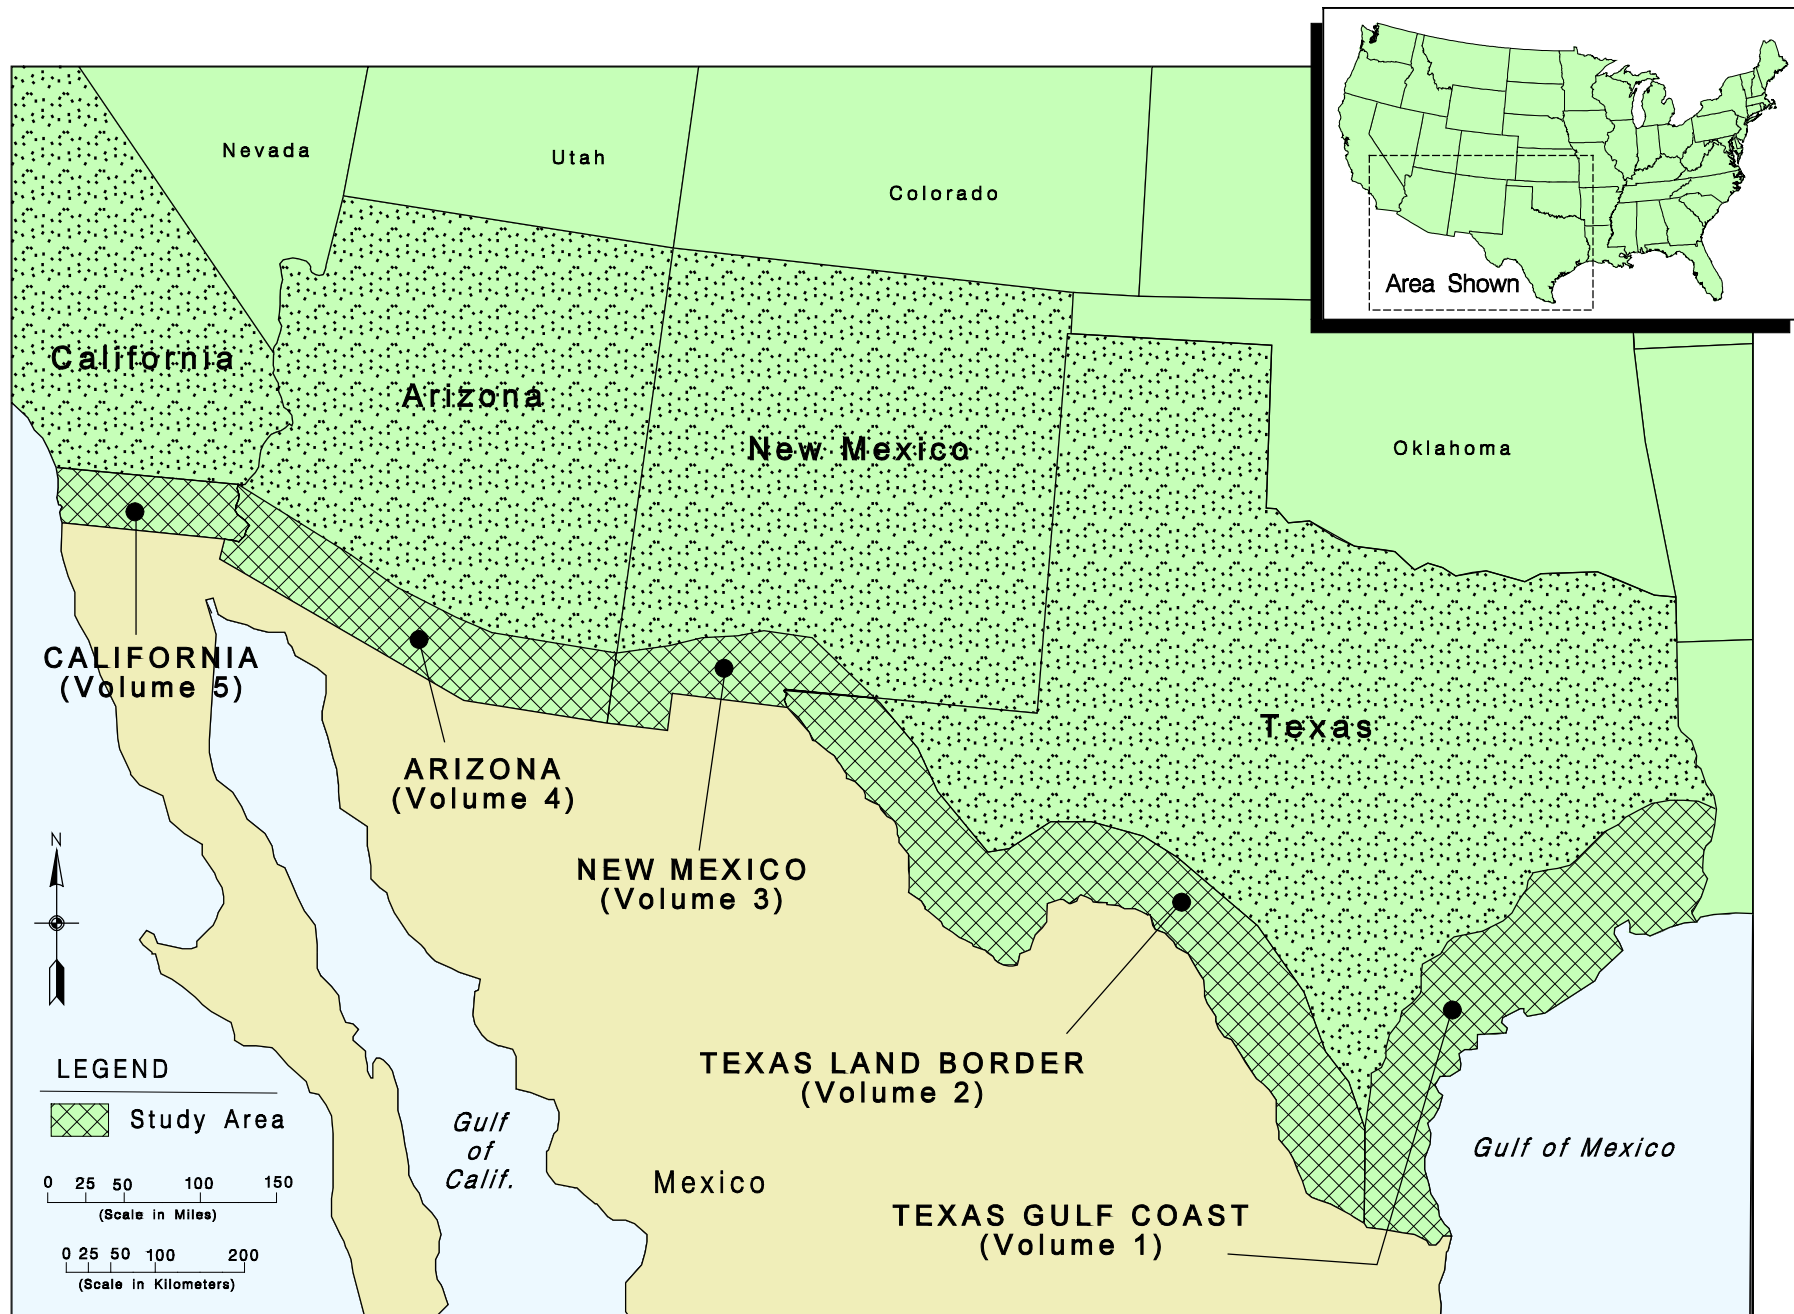 Area Shown
Nevada
Utah
Colorado
California
Arizona
New Mexico
Oklahoma
Texas
CALIFORNIA
(Volume 5)
ARIZONA
(Volume 4)
NEW MEXICO
(Volume 3)
TEXAS LAND BORDER
(Volume 2)
TEXAS GULF COAST
(Volume 1)
Gulf of Mexico
Mexico
Gulf
of
Calif.
N
LEGEND
Study Area
0 25 50 100 150
(Scale in Miles)
0 25 50 100 200
(Scale in Kilometers)